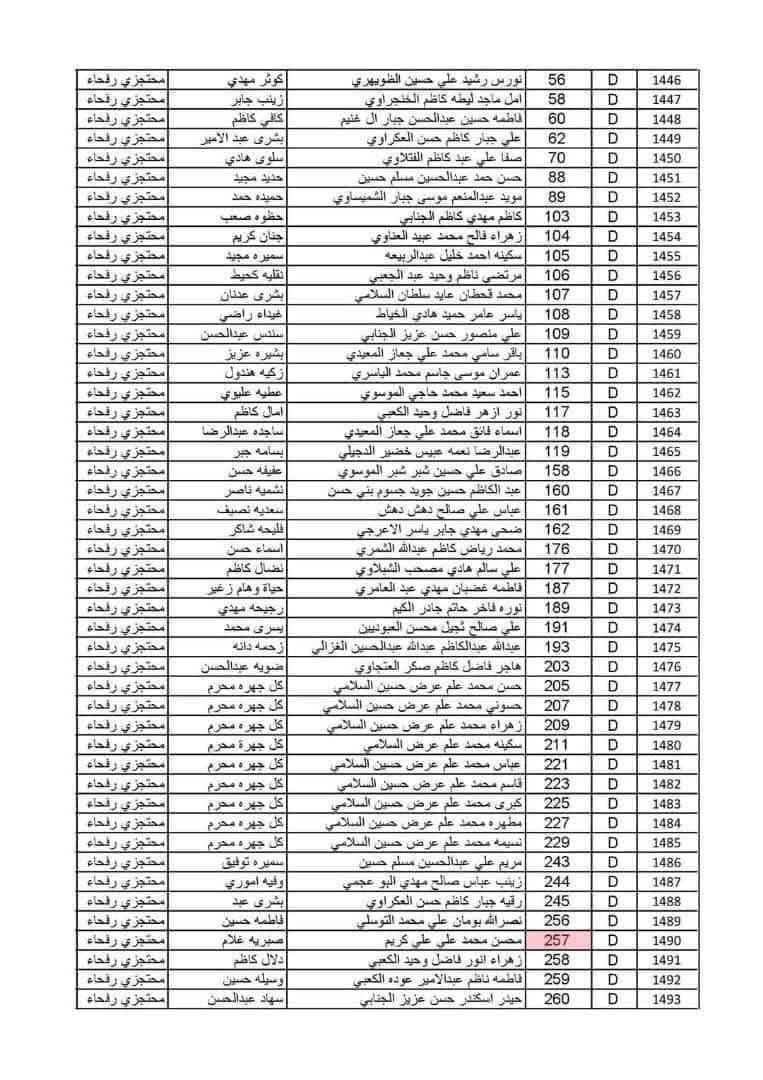 1446 D 56 نورس رشيد علي حسين الظويهري كوثر مهدي محتجزي رفحاء
1447 D 58 امل ماجد ليطه كاظم الخنجراوي زينب جابر محتجزي رفحاء
1448 D 60 فاطمه حسين عبدالحسن جبار ال غنيم كافي كاظم محتجزي رفحاء
1449 D 62 علي جبار كاظم حسن العكراوي بشرى عبد الامير محتجزي رفحاء
1450 D 70 صفا علي عبد كاظم الفتلاوي سلوى هادي محتجزي رفحاء
1451 D 88 حسن حمد عبدالحسين مسلم حسين حديد مجيد محتجزي رفحاء
1452 D 89 مويد عبدالمنعم موسى جبار الشميساوي حميده حمد محتجزي رفحاء
1453 D 103 كاظم مهدي كاظم الجنابي حظوه صعب محتجزي رفحاء
1454 D 104 زهراء فالح محمد عبيد العناوي جنان كريم محتجزي رفحاء
1455 D 105 سكينه احمد خليل عبدالربيعه سميره مجيد محتجزي رفحاء
1456 D 106 مرتضى ناظم وحيد عبد الجعبي نقليه كحيط محتجزي رفحاء
1457 D 107 محمد قحطان عايد سلطان السلامي بشرى عدنان محتجزي رفحاء
1458 D 108 ياسر عامر حميد هادي الخياط غيداء راضي محتجزي رفحاء
1459 D 109 علي منصور حسن عزيز الجنابي سندس عبدالحسن محتجزي رفحاء
1460 D 110 باقر سامي محمد علي جعاز المعيدي بشيره عزيز محتجزي رفحاء
1461 D 113 عمران موسى جاسم محمد الياسري زكيه هندول محتجزي رفحاء
1462 D 115 احمد سعيد محمد حاجي الموسوي عطيه عليوي محتجزي رفحاء
1463 D 117 نور ازهر فاضل وحيد الكعبي امال كاظم محتجزي رفحاء
1464 D 118 اسماء فائق محمد علي جعاز المعيدي ساجده عبدالرضا محتجزي رفحاء
1465 D 119 عبدالرضا نعمه عبيس خضير الدجيلي بسامه جبر محتجزي رفحاء
1466 D 158 صادق علي حسين شبر شبر الموسوي عفيفه حسن محتجزي رفحاء
1467 D 160 عبد الكاظم حسين جويد جسوم بني حسن نشميه ناصر محتجزي رفحاء
1468 D 161 عباس علي صالح دهش دهش سعديه نصيف محتجزي رفحاء
1469 D 162 ضحى مهدي جابر ياسر الاعرجي فليحه شاكر محتجزي رفحاء
1470 D 176 محمد رياض كاظم عبدالله الشمري اسماء حسن محتجزي رفحاء
1471 D 177 علي سالم هادي مصحب الشبلاوي نضال كاظم محتجزي رفحاء
1472 D 187 فاطمه غضبان مهدي عبد العامري حياة وهام زغير محتجزي رفحاء
1473 D 189 نوره فاخر حاتم جادر الكيم رجيحه مهدي محتجزي رفحاء
1474 D 191 علي صالح ثجيل محسن العبوديين يسرى محمد محتجزي رفحاء
1475 D 193 عبدالله عبدالكاظم عبدالله عبدالحسين الغزالي زحمه دانه محتجزي رفحاء
1476 D 203 هاجر فاضل كاظم صكر العتجاوي ضويه عبدالحسن محتجزي رفحاء
1477 D 205 حسن محمد علم عرض حسين السلامي كل جهره محرم محتجزي رفحاء
1478 D 207 حسوني محمد علم عرض حسين السلامي كل جهره محرم محتجزي رفحاء
1479 D 209 زهراء محمد علم عرض حسين السلامي كل جهره محرم محتجزي رفحاء
1480 D 211 سكينه محمد علم عرض السلامي كل جهرة محرم محتجزي رفحاء
1481 D 221 عباس محمد علم عرض حسين السلامي كل جهره محرم محتجزي رفحاء
1482 D 223 قاسم محمد علم عرض حسين السلامي كل جهره محرم محتجزي رفحاء
1483 D 225 كبرى محمد علم عرض حسين السلامي كل جهره محرم محتجزي رفحاء
1484 D 227 مطهره محمد علم عرض حسين السلامي كل جهره محرم محتجزي رفحاء
1485 D 229 نسيمه محمد علم عرض حسين السلامي كل جهره محرم محتجزي رفحاء
1486 D 243 مريم علي عبدالحسين مسلم حسين سميره توفيق محتجزي رفحاء
1487 D 244 زينب عباس صالح مهدي البو عجمي وفيه اموري محتجزي رفحاء
1488 D 245 رقيه جبار كاظم حسن العكراوي بشرى عبد محتجزي رفحاء
1489 D 256 نصرالله بومان علي محمد التوسلي فاطمه حسين محتجزي رفحاء
1490 D 257 محسن محمد علي علي كريم صبريه غلام محتجزي رفحاء
1491 D 258 زهراء انور فاضل وحيد الكعبي دلال كاظم محتجزي رفحاء
1492 D 259 فاطمه ناظم عبدالامير عوده الكعبي وسيله حسين محتجزي رفحاء
1493 D 260 حيدر اسكندر حسن عزيز الجنابي سهاد عبدالحسن محتجزي رفحاء